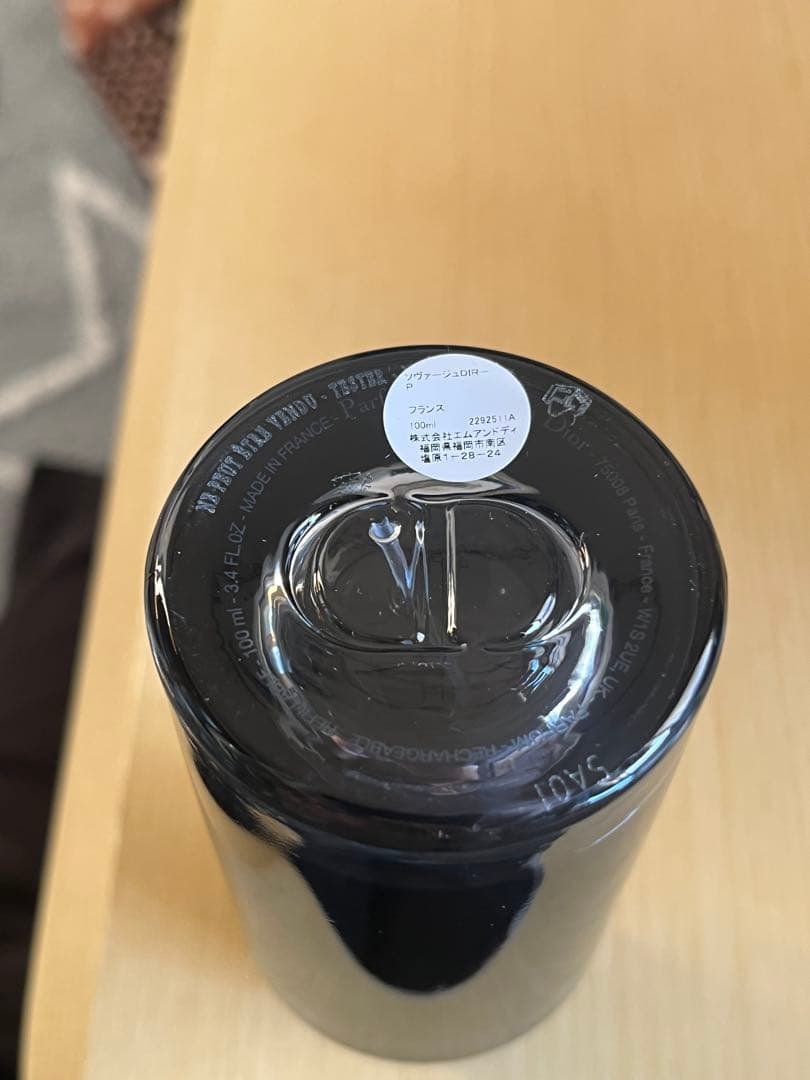 ソヴァージュDIRー
P
フランス
100ml 2292511A
株式会社エムアンドディ
福岡県福岡市南区
塩原1-28-24
NE PEUT ÊTRE VENDU - TESTER
100 ml - 3.4 FL.OZ - MADE IN FRANCE - Parf
Dior 75008 Paris - France - W1S 2UE, UK
RECHARGEABLE
5A01